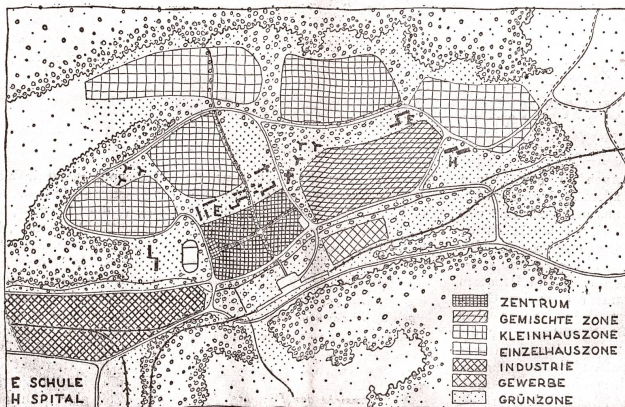 E
E
H
ZENTRUM
GEMISCHTE ZONE
KLEINHAUSZONE
EINZELHAUSZONE
INDUSTRIE
GEWERBE
GRÜNZONE
E SCHULE
H SPITAL